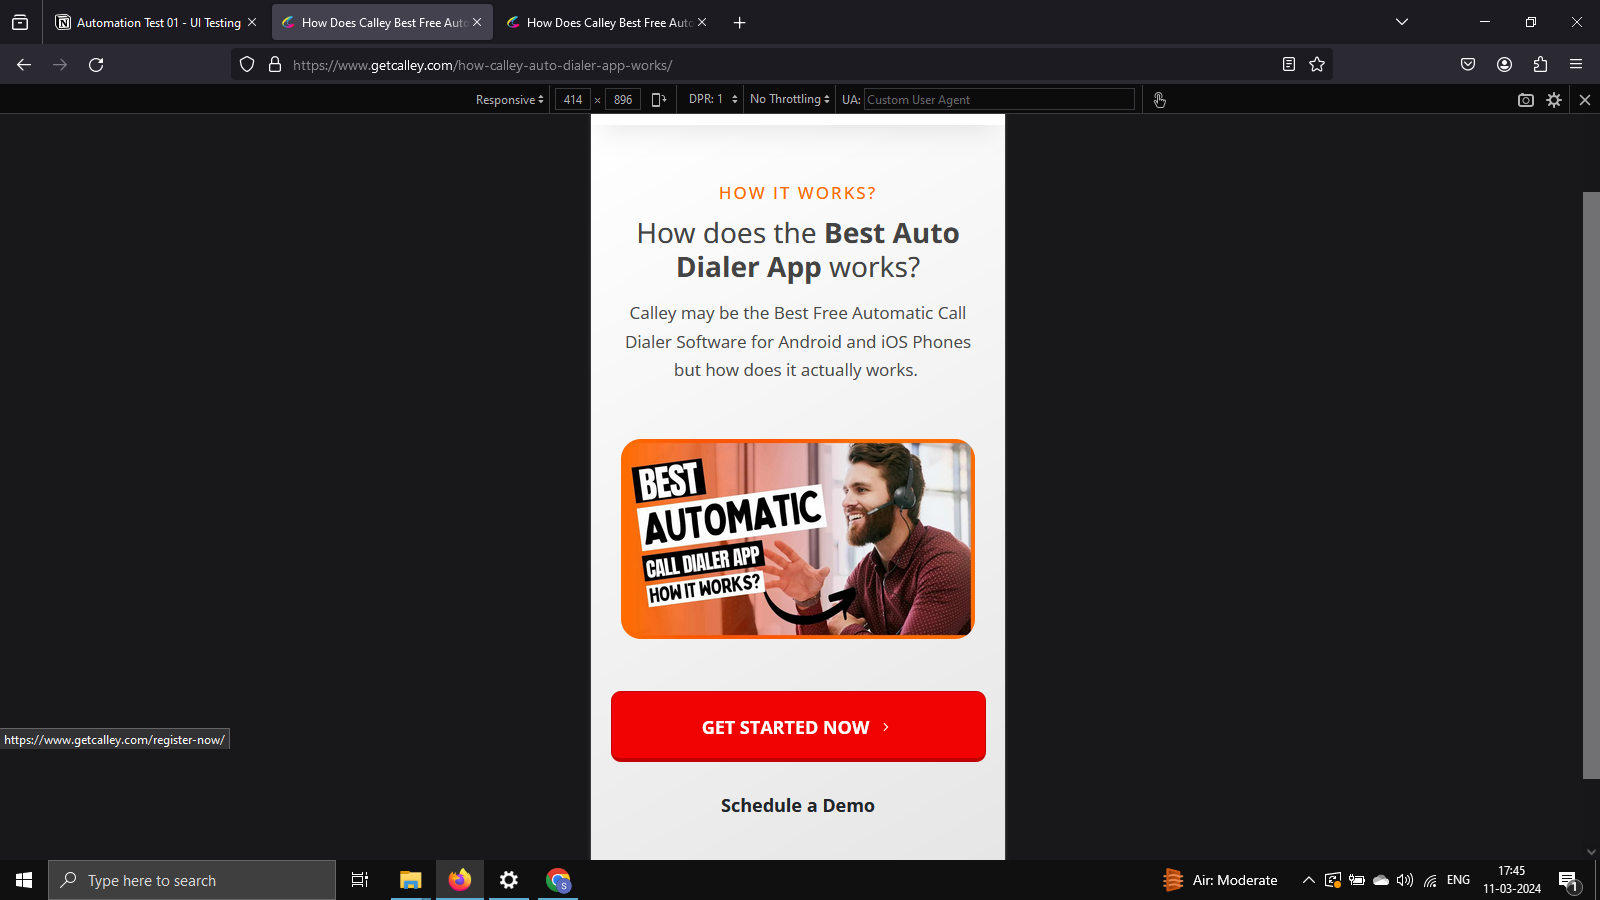 Automation Test 01 - UI Testing
How Does Calley Best Free Auto
How Does Calley Best Free Auto
https://www.getcalley.com/how-calley-auto-dialer-app-works/
Responsive
414 × 896
DPR: 1
No Throttling
UA: Custom User Agent
HOW IT WORKS?
How does the Best Auto
Dialer App works?
Calley may be the Best Free Automatic Call
Dialer Software for Android and iOS Phones
but how does it actually works.
BEST
AUTOMATIC
CALL DIALER APP
HOW IT WORKS?
GET STARTED NOW
https://www.getcalley.com/register-now/
Schedule a Demo
Type here to search
S
Air: Moderate
ENG
17:45
11-03-2024
1